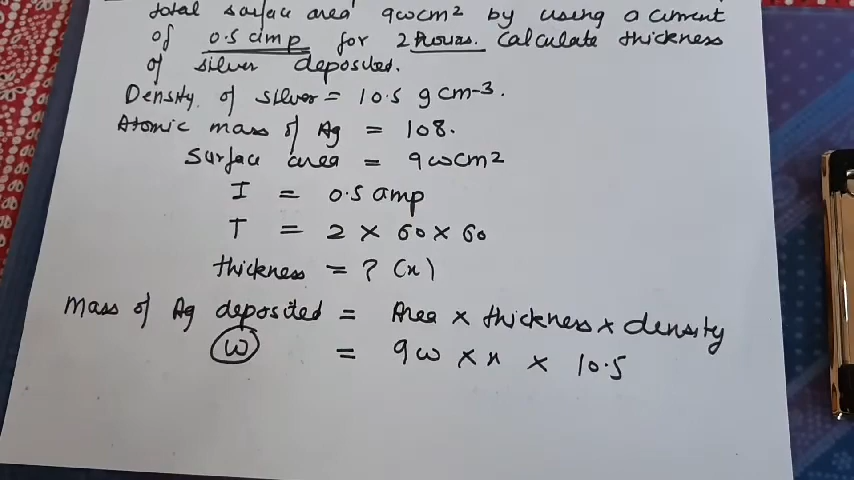 total surface area 900cm2 by using a current
of 0.5 amp for 2 hours. Calculate thickness
of silver deposited.
Density of silver = 10.5 g cm-3.
Atomic mass of Ag = 108.
Surface area = 900cm2
I = 0.5 amp
T = 2 × 60 × 60
thickness = ? (x)
Mass of Ag deposited = Area × thickness × density
W = 900 × x × 10.5